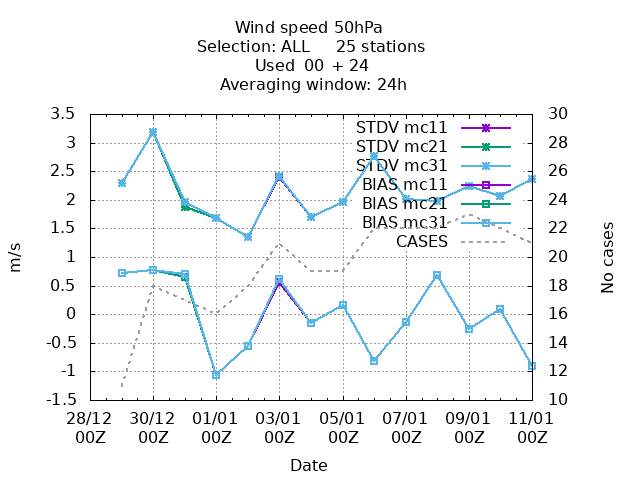 Wind speed 50hPa
Selection: ALL 25 stations
Used 00 + 24
Averaging window: 24h
3.5
3
2.5
2
1.5
1
0.5
0
-0.5
-1
-1.5
m/s
30
28
26
24
22
20
18
16
14
12
10
No cases
STDV mc11
STDV mc21
STDV mc31
BIAS mc11
BIAS mc21
BIAS mc31
CASES
28/12 30/12 01/01 03/01 05/01 07/01 09/01 11/01
00Z 00Z 00Z 00Z 00Z 00Z 00Z 00Z
Date